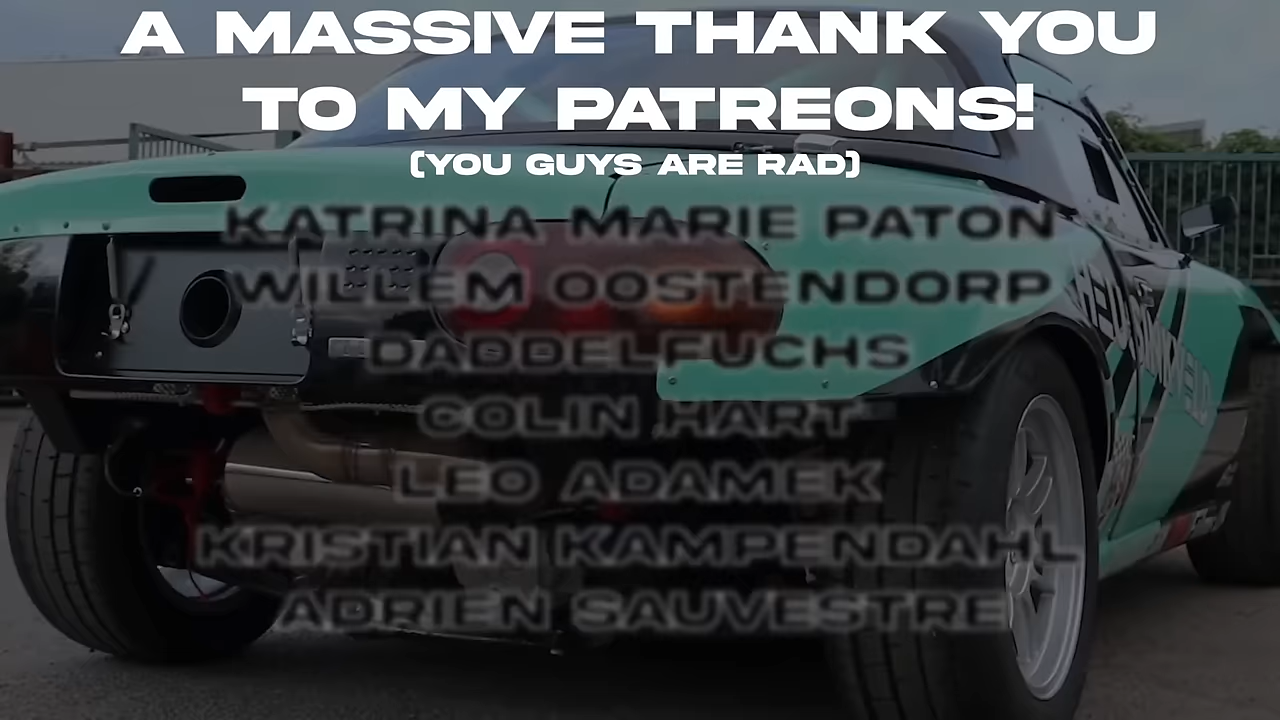 A MASSIVE THANK YOU
TO MY PATREONS!
(YOU GUYS ARE RAD)
KATRINA MARIE PATON
WILLEM OOSTENDORP
DADDELFUCHS
COLIN HART
LEO ADAMEK
KRISTIAN KAMPENDAHL
ADRIEN SAUVESTRE